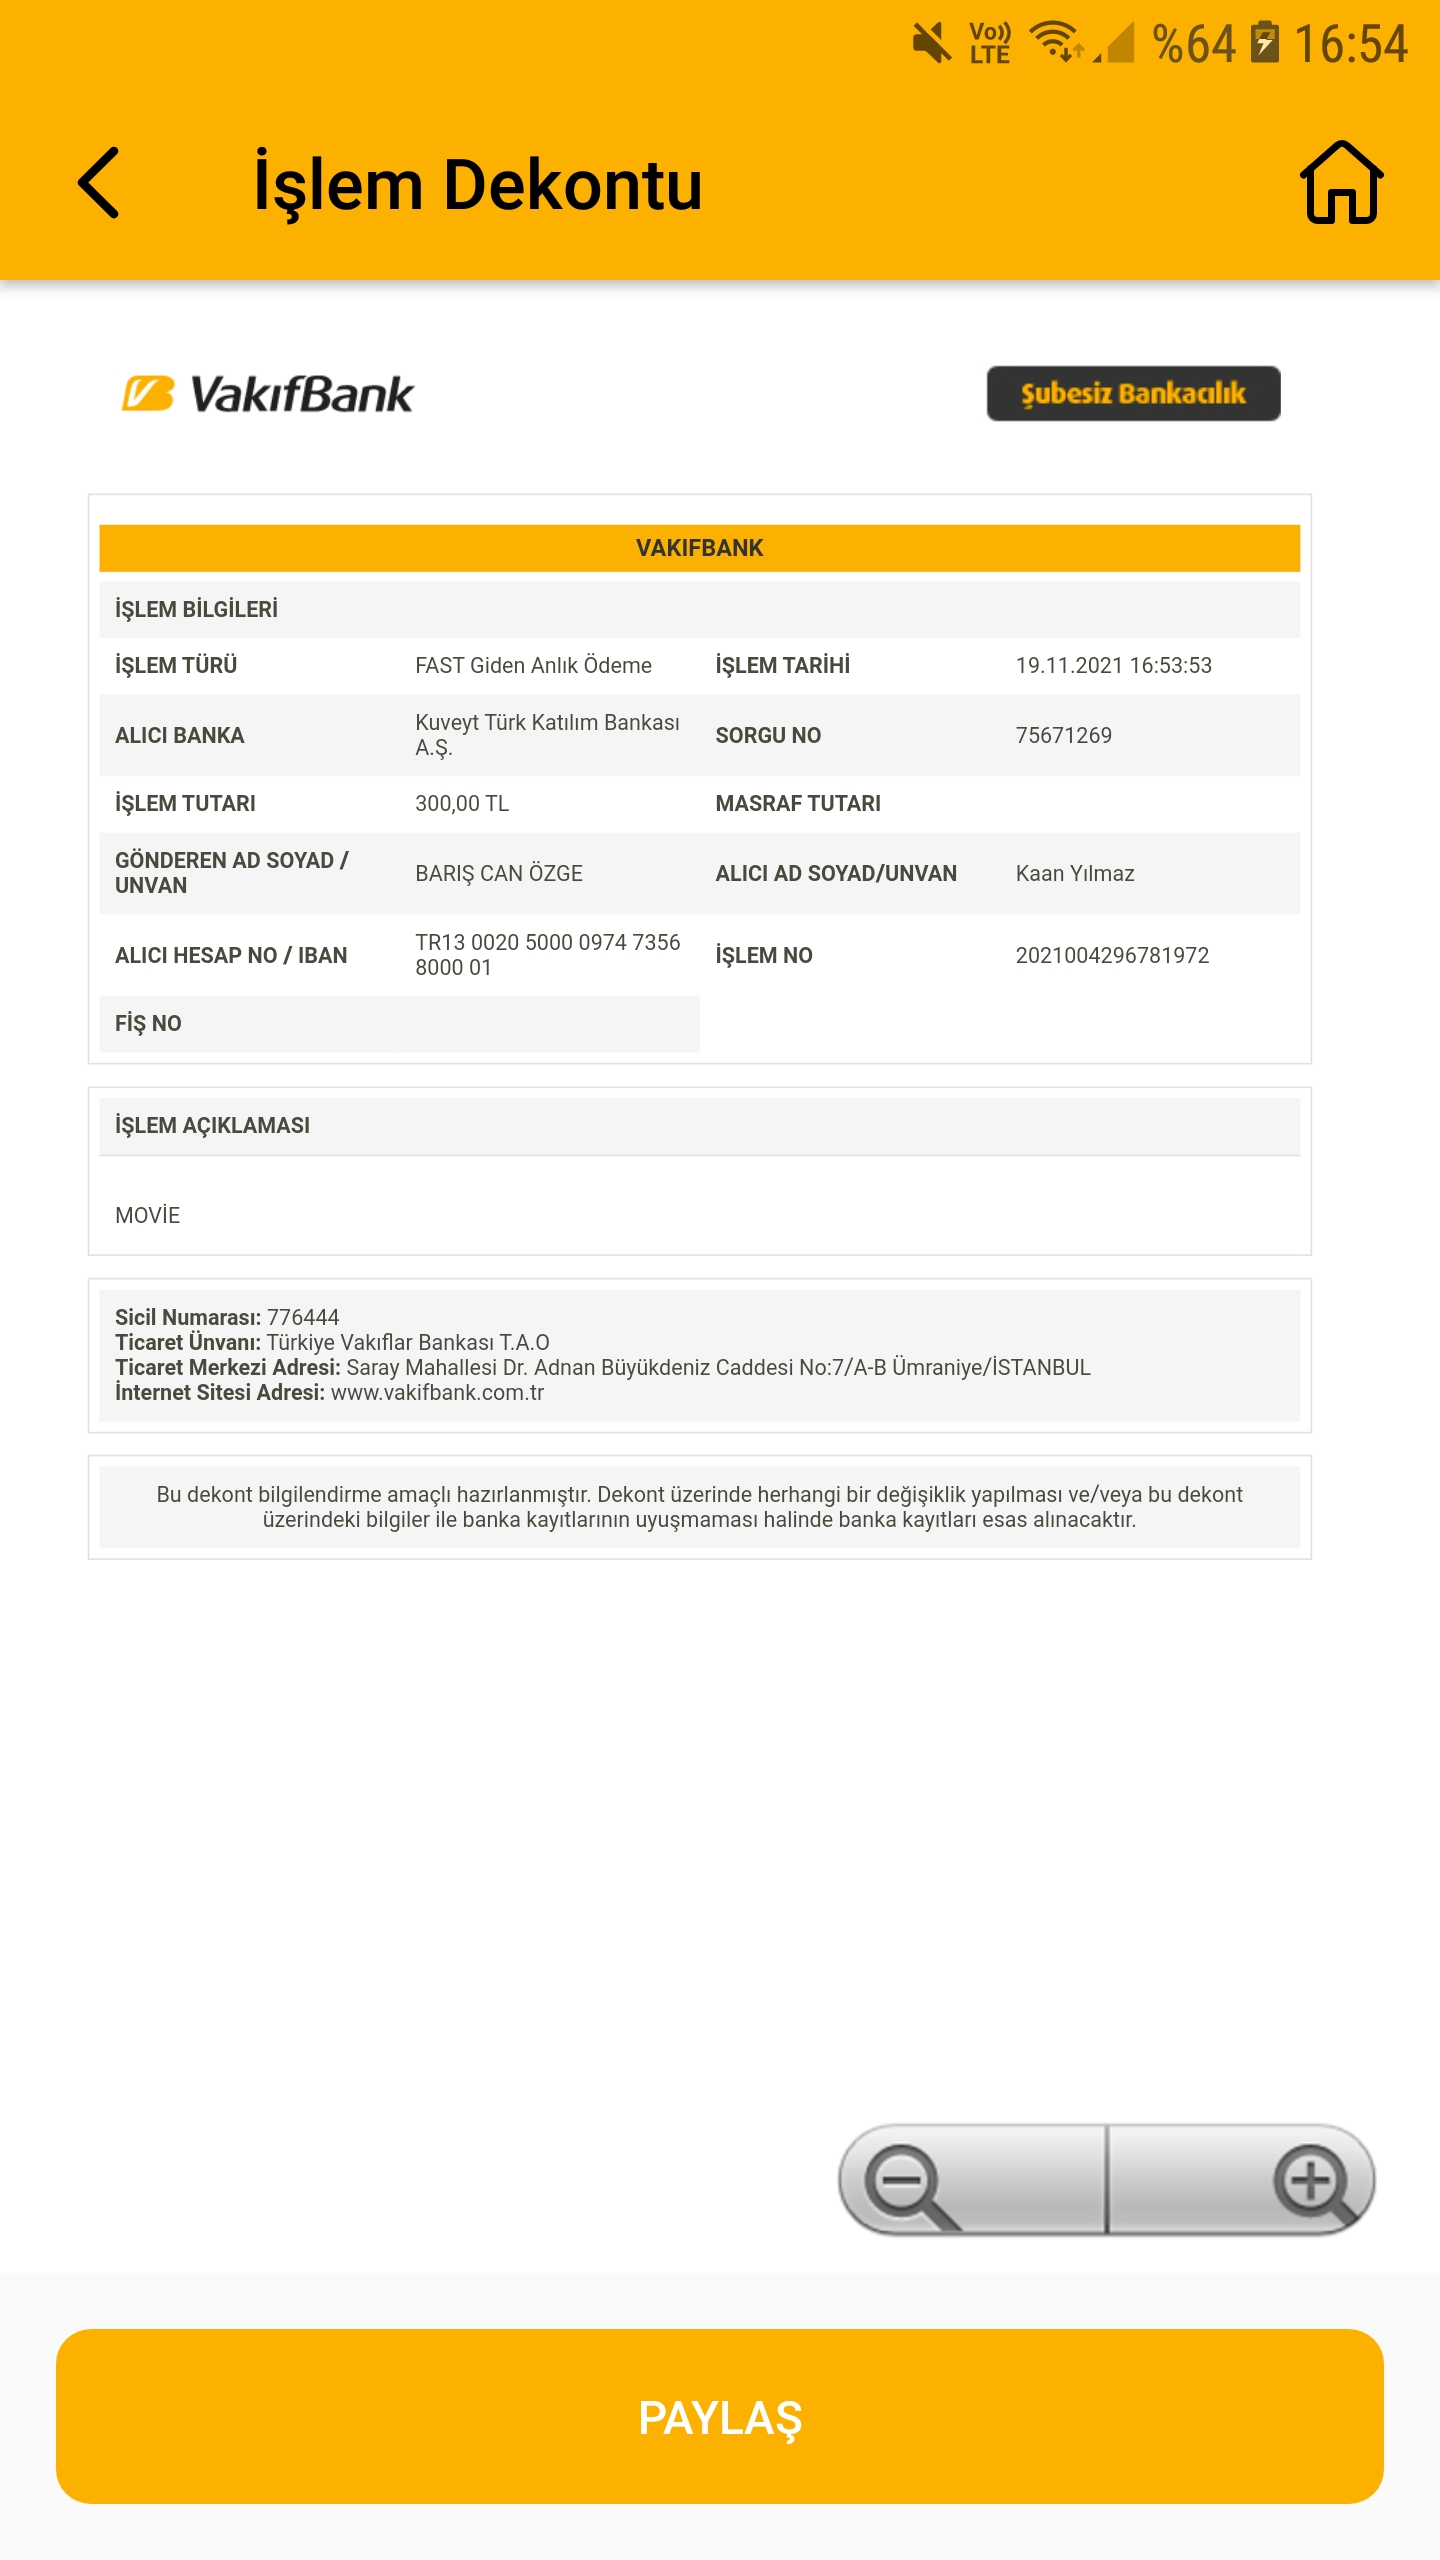 Vo)) LTE %64 16:54
İşlem Dekontu
VakıfBank Şubesiz Bankacılık
VAKIFBANK
İŞLEM BİLGİLERİ
İŞLEM TÜRÜ FAST Giden Anlık Ödeme İŞLEM TARİHİ 19.11.2021 16:53:53
ALICI BANKA Kuveyt Türk Katılım Bankası A.Ş. SORGU NO 75671269
İŞLEM TUTARI 300,00 TL MASRAF TUTARI
GÖNDEREN AD SOYAD / UNVAN BARIŞ CAN ÖZGE ALICI AD SOYAD/UNVAN Kaan Yılmaz
ALICI HESAP NO / IBAN TR13 0020 5000 0974 7356 8000 01 İŞLEM NO 2021004296781972
FİŞ NO
İŞLEM AÇIKLAMASI
MOVİE
Sicil Numarası: 776444
Ticaret Ünvanı: Türkiye Vakıflar Bankası T.A.O
Ticaret Merkezi Adresi: Saray Mahallesi Dr. Adnan Büyükdeniz Caddesi No:7/A-B Ümraniye/İSTANBUL
İnternet Sitesi Adresi: www.vakifbank.com.tr
Bu dekont bilgilendirme amaçlı hazırlanmıştır. Dekont üzerinde herhangi bir değişiklik yapılması ve/veya bu dekont
üzerindeki bilgiler ile banka kayıtlarının uyuşmaması halinde banka kayıtları esas alınacaktır.
PAYLAŞ